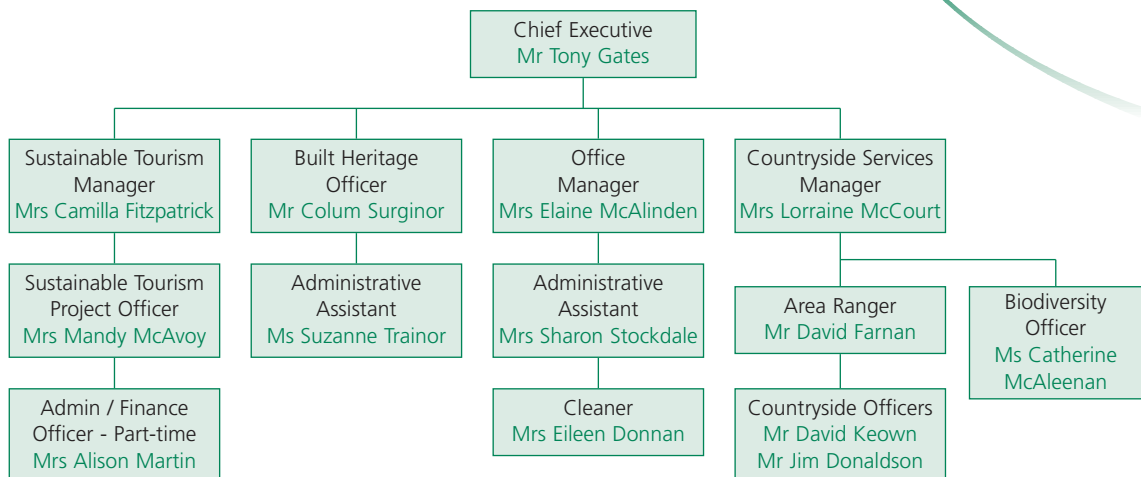 Chief Executive
Mr Tony Gates
Sustainable Tourism
Manager
Mrs Camilla Fitzpatrick
Built Heritage
Officer
Mr Colum Surginor
Office
Manager
Mrs Elaine McAlinden
Countryside Services
Manager
Mrs Lorraine McCourt
Sustainable Tourism
Project Officer
Mrs Mandy McAvoy
Administrative
Assistant
Ms Suzanne Trainor
Administrative
Assistant
Mrs Sharon Stockdale
Area Ranger
Mr David Farnan
Biodiversity
Officer
Ms Catherine
McAleenan
Admin / Finance
Officer - Part-time
Mrs Alison Martin
Cleaner
Mrs Eileen Donnan
Countryside Officers
Mr David Keown
Mr Jim Donaldson